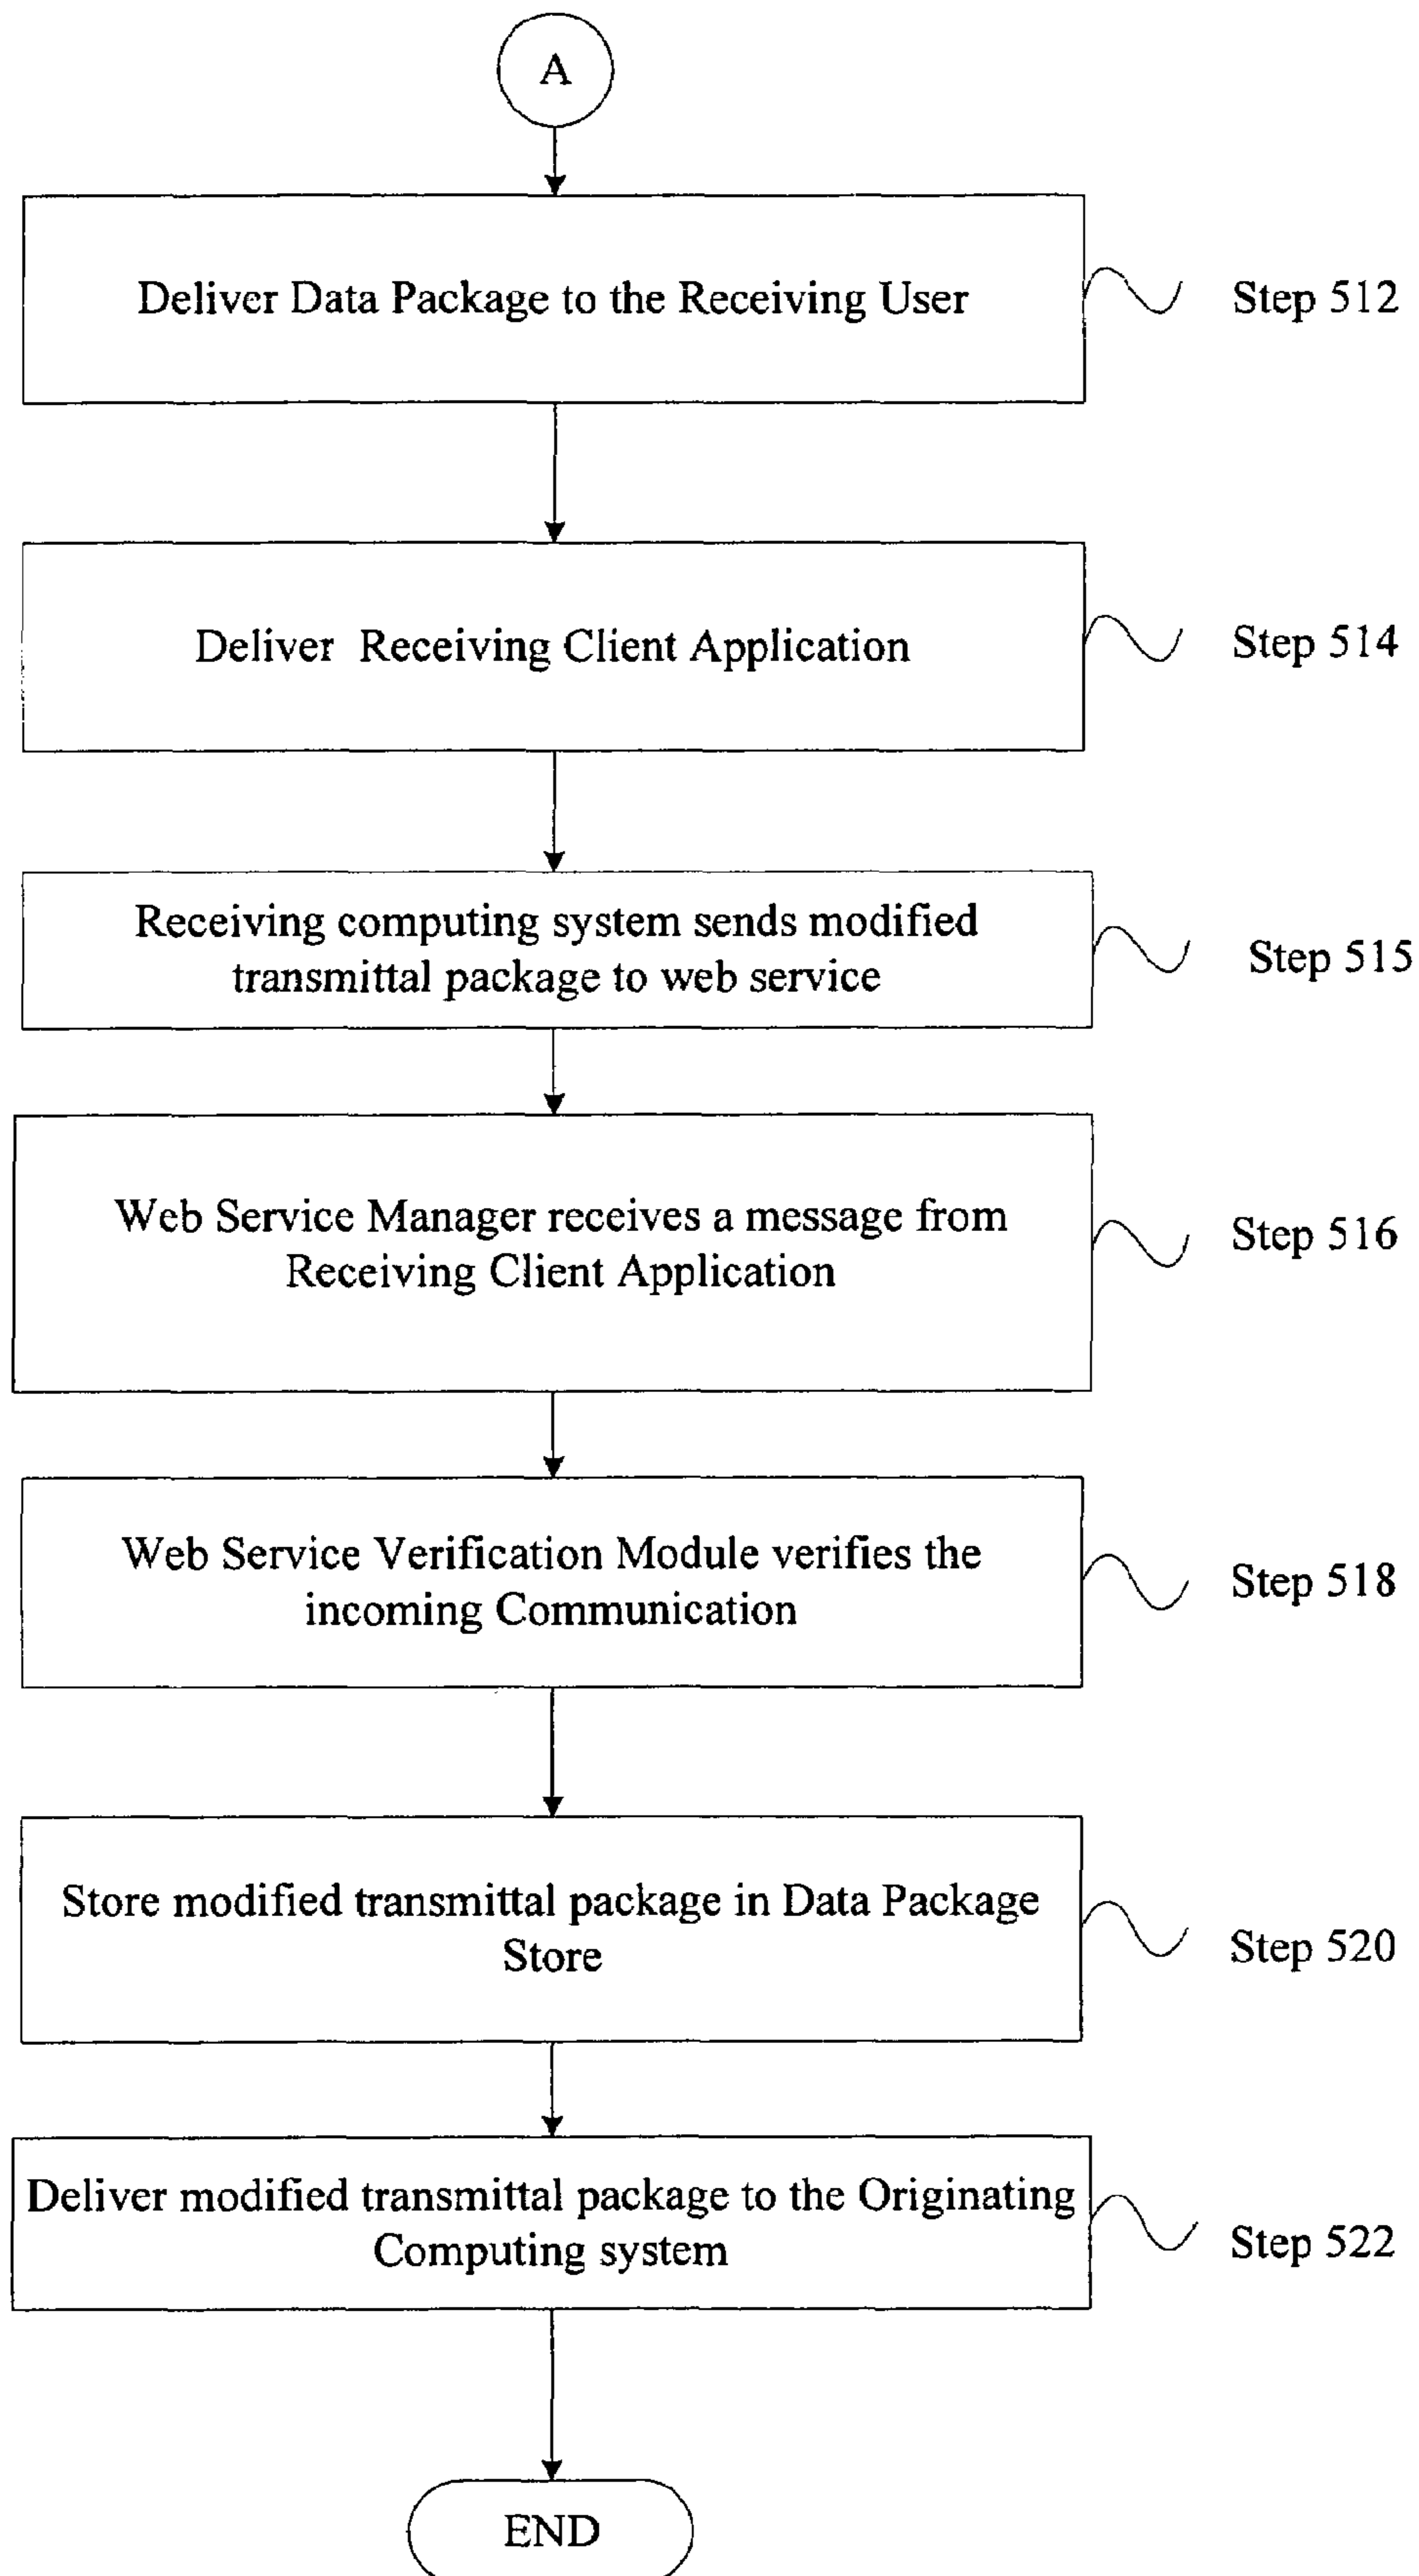 A
Deliver Data Package to the Receiving User
Step 512
Deliver Receiving Client Application
Step 514
Receiving computing system sends modified
transmittal package to web service
Step 515
Web Service Manager receives a message from
Receiving Client Application
Step 516
Web Service Verification Module verifies the
incoming Communication
Step 518
Store modified transmittal package in Data Package
Store
Step 520
Deliver modified transmittal package to the Originating
Computing system
Step 522
END